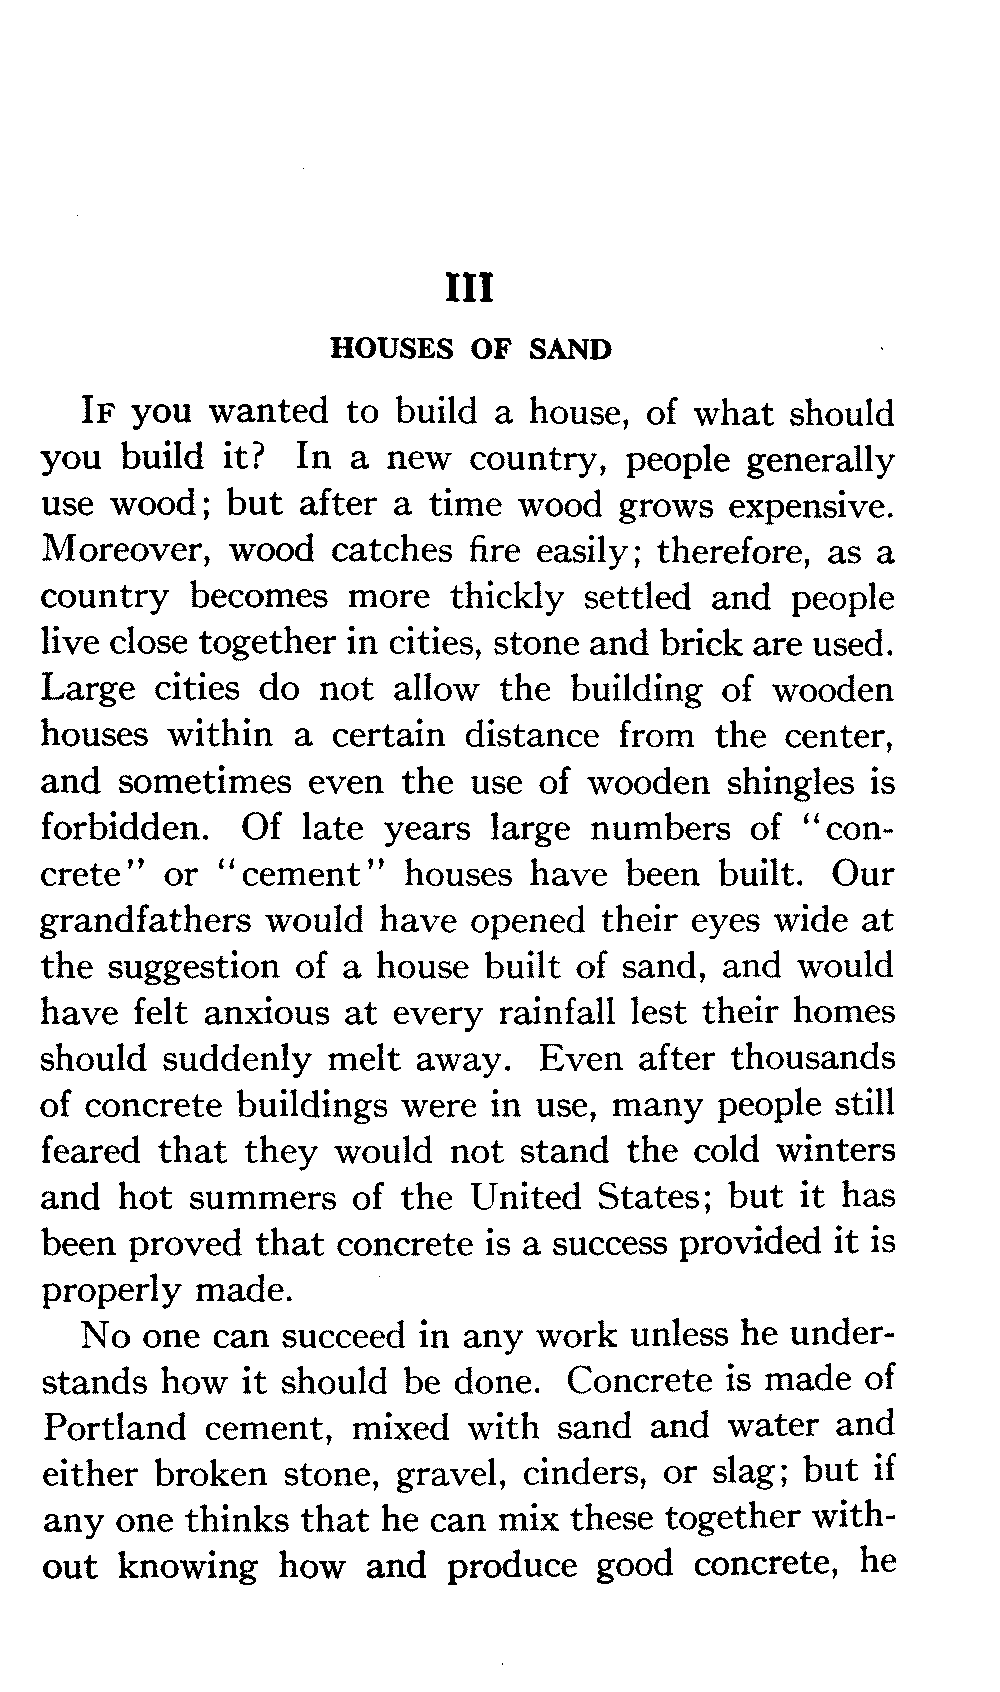 III
HOUSES OF SAND
IF you wanted to build a house, of what should
you build it? In a new country, people generally
use wood; but after a time wood grows expensive.
Moreover, wood catches fire easily; therefore, as a
country becomes more thickly settled and people
live close together in cities, stone and brick are used.
Large cities do not allow the building of wooden
houses within a certain distance from the center,
and sometimes even the use of wooden shingles is
forbidden. Of late years large numbers of "con-
crete" or "cement" houses have been built. Our
grandfathers would have opened their eyes wide at
the suggestion of a house built of sand, and would
have felt anxious at every rainfall lest their homes
should suddenly melt away. Even after thousands
of concrete buildings were in use, many people still
feared that they would not stand the cold winters
and hot summers of the United States; but it has
been proved that concrete is a success provided it is
properly made.
No one can succeed in any work unless he under-
stands how it should be done. Concrete is made of
Portland cement, mixed with sand and water and
either broken stone, gravel, cinders, or slag; but if
any one thinks that he can mix these together with-
out knowing how and produce good concrete, he